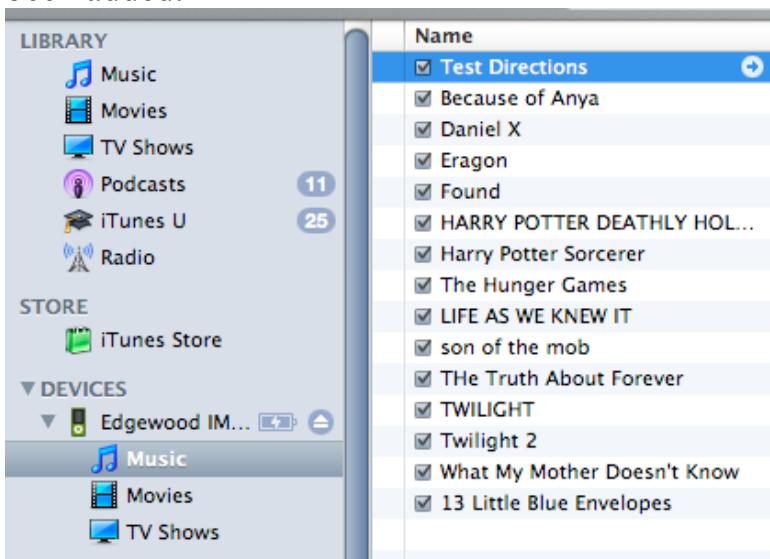 LIBRARY
Music
Movies
TV Shows
Podcasts 11
iTunes U 25
Radio
STORE
iTunes Store
DEVICES
Edgewood IM...
Music
Movies
TV Shows
Name
Test Directions
Because of Anya
Daniel X
Eragon
Found
HARRY POTTER DEATHLY HOL...
Harry Potter Sorcerer
The Hunger Games
LIFE AS WE KNEW IT
son of the mob
THe Truth About Forever
TWILIGHT
Twilight 2
What My Mother Doesn't Know
13 Little Blue Envelopes